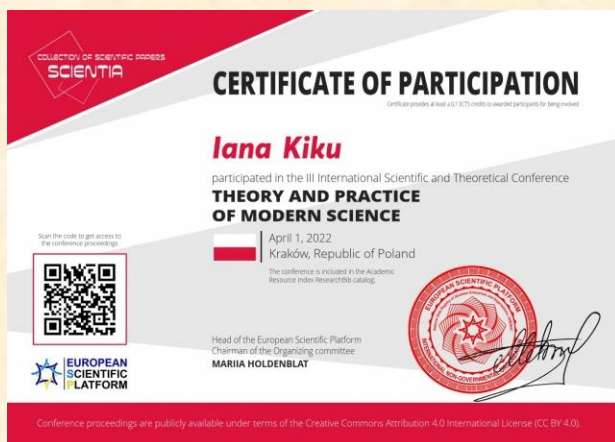 COLLECTION OF SCIENTIFIC PAPERS
SCIENTIA
CERTIFICATE OF PARTICIPATION
Certificate provides at least a 0,1 ECTS credits to awarded participants for being involved
Iana Kiku
participated in the III International Scientific and Theoretical Conference
THEORY AND PRACTICE
OF MODERN SCIENCE
April 1, 2022
Kraków, Republic of Poland
The conference is included in the Academic
Resource Index ResearchBib catalog.
Scan the code to get access to
the conference proceedings
EUROPEAN
SCIENTIFIC
PLATFORM
Head of the European Scientific Platform
Chairman of the Organizing committee
MARIIA HOLDENBLAT
EUROPEAN SCIENTIFIC PLATFORM
Conference proceedings are publicly available under terms of the Creative Commons Attribution 4.0 International License (CC BY 4.0).